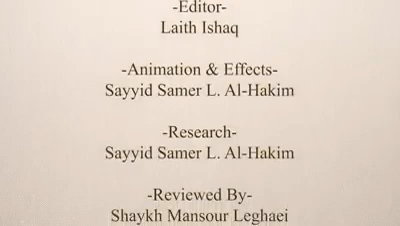 -Editor-
Laith Ishaq
-Animation & Effects-
Sayyid Samer L. Al-Hakim
-Research-
Sayyid Samer L. Al-Hakim
-Reviewed By-
Shaykh Mansour Leghaei